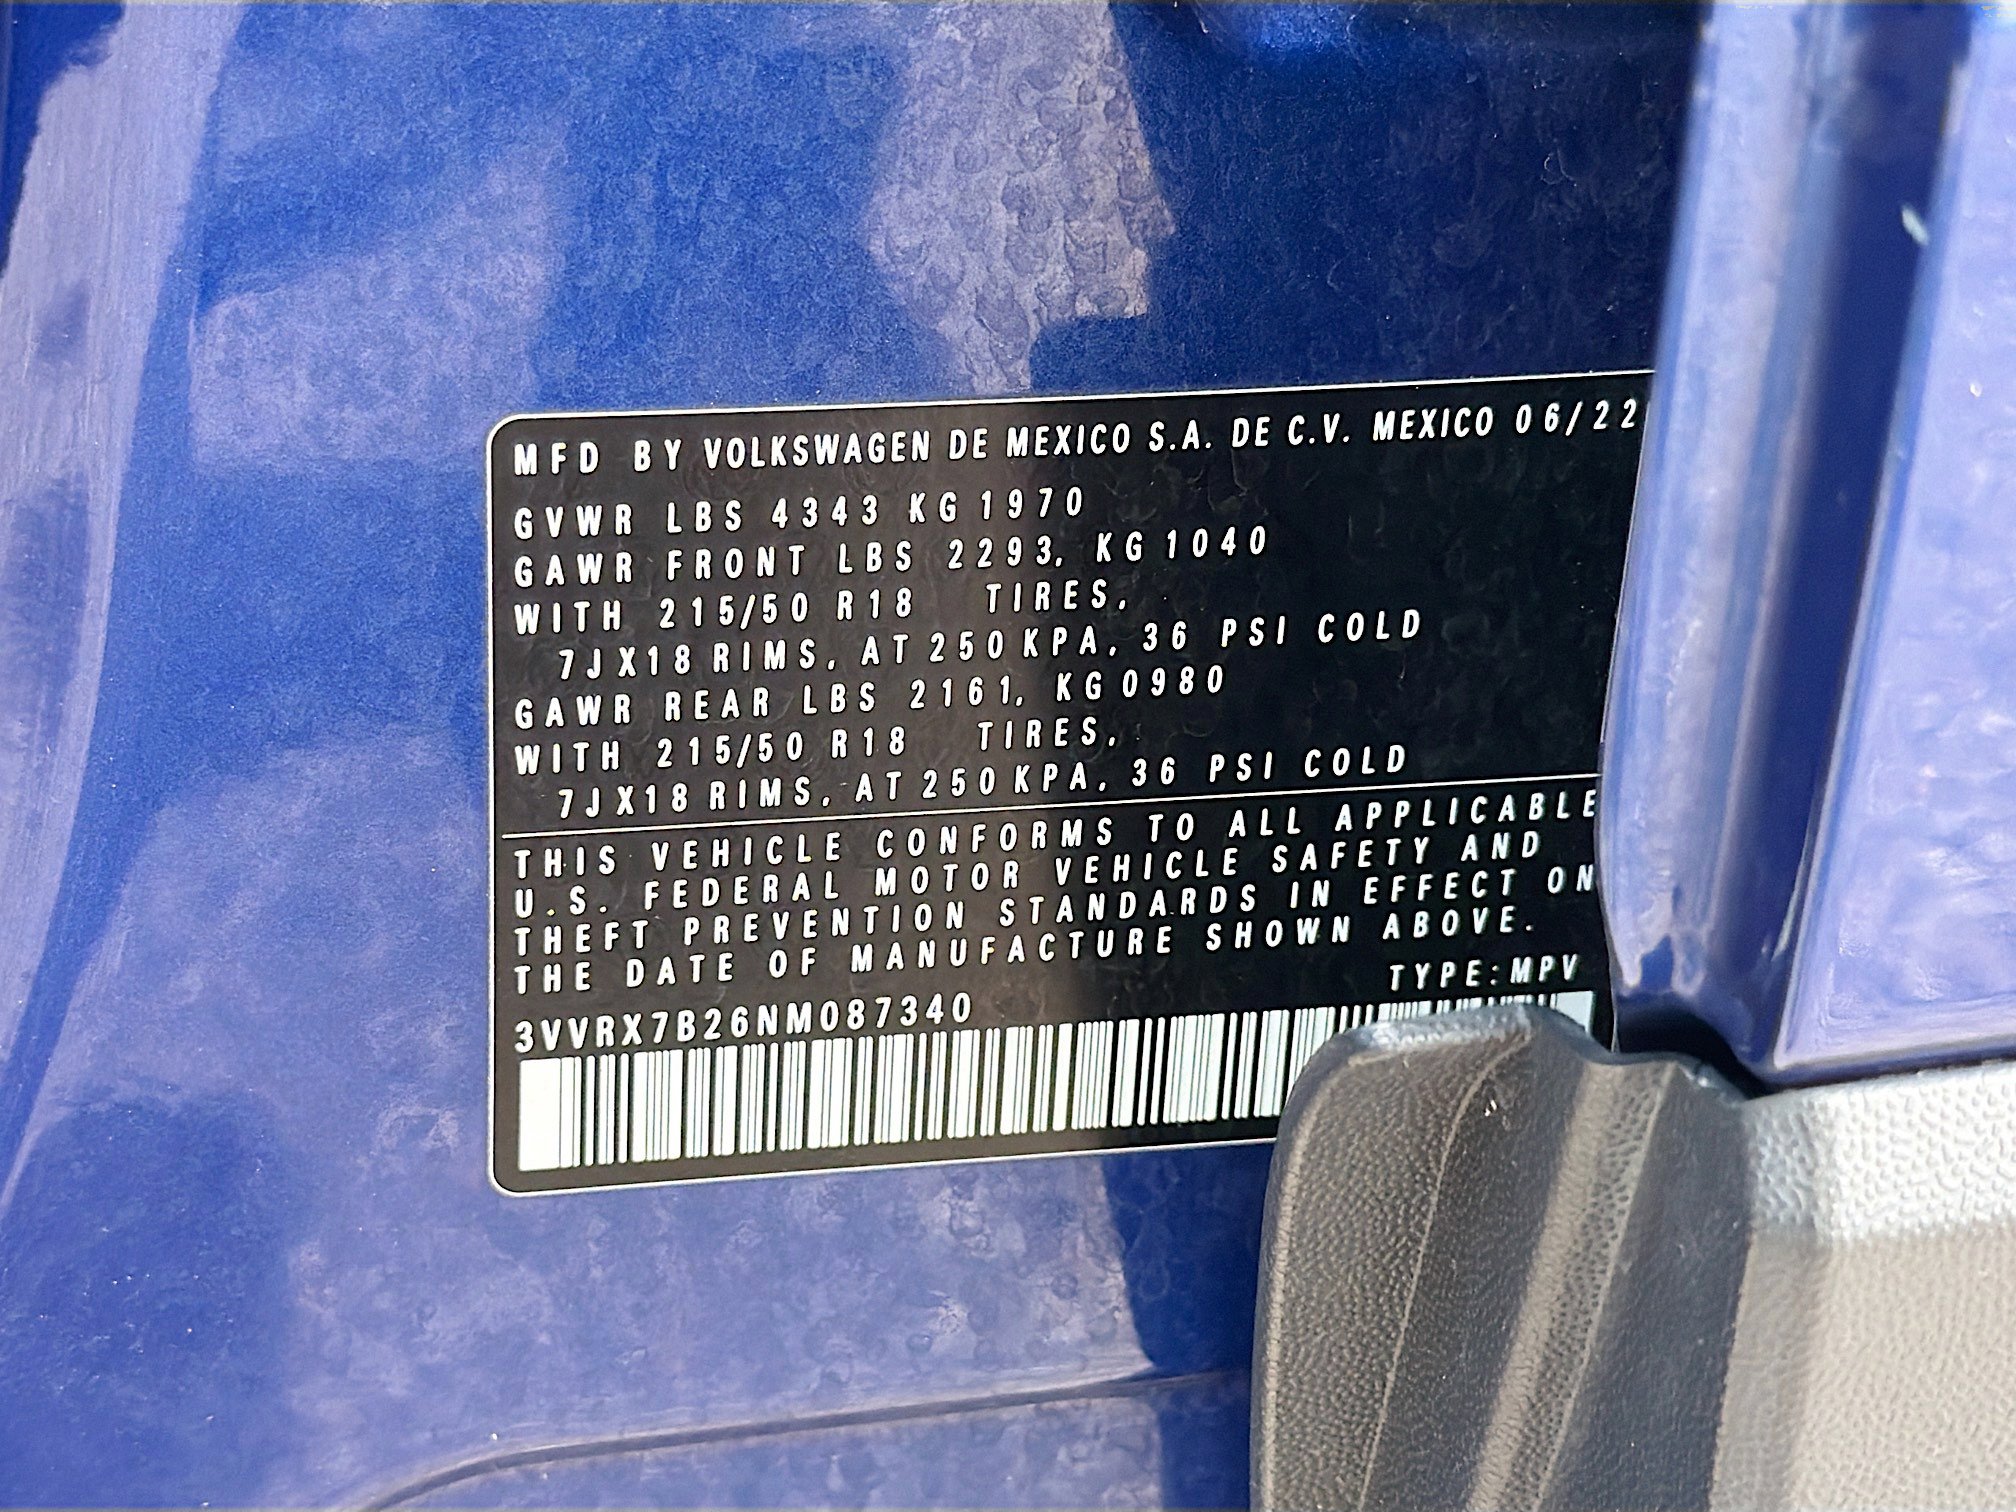 MFD BY VOLKSWAGEN DE MEXICO S.A. DE C.V. MEXICO 06/22
GVWR LBS 4343 KG 1970
GAWR FRONT LBS 2293, KG 1040
WITH 215/50 R18 TIRES,
7JX18 RIMS, AT 250 KPA, 36 PSI COLD
GAWR REAR LBS 2161, KG 0980
WITH 215/50 R18 TIRES,
7JX18 RIMS, AT 250 KPA, 36 PSI COLD
THIS VEHICLE CONFORMS TO ALL APPLICABLE
U.S. FEDERAL MOTOR VEHICLE SAFETY AND
THEFT PREVENTION STANDARDS IN EFFECT ON
THE DATE OF MANUFACTURE SHOWN ABOVE.
TYPE:MPV
3VVRX7B26NM087340